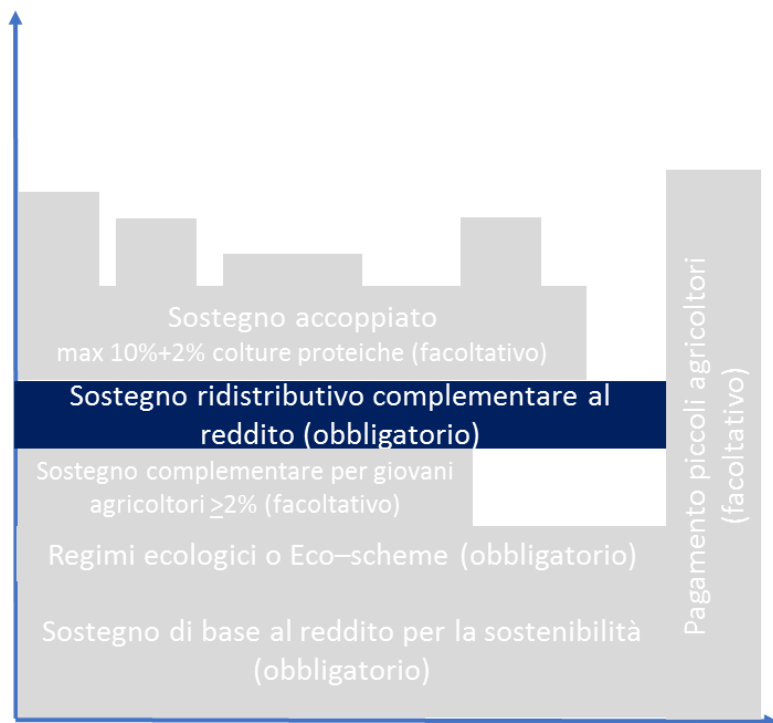 Sostegno accoppiato
max 10%+2% colture proteiche (facoltativo)
Sostegno ridistributivo complementare al
reddito (obbligatorio)
Sostegno complementare per giovani
agricoltori ≥2% (facoltativo)
Regimi ecologici o Eco–scheme (obbligatorio)
Sostegno di base al reddito per la sostenibilità
(obbligatorio)
Pagamento piccoli agricoltori
(facoltativo)